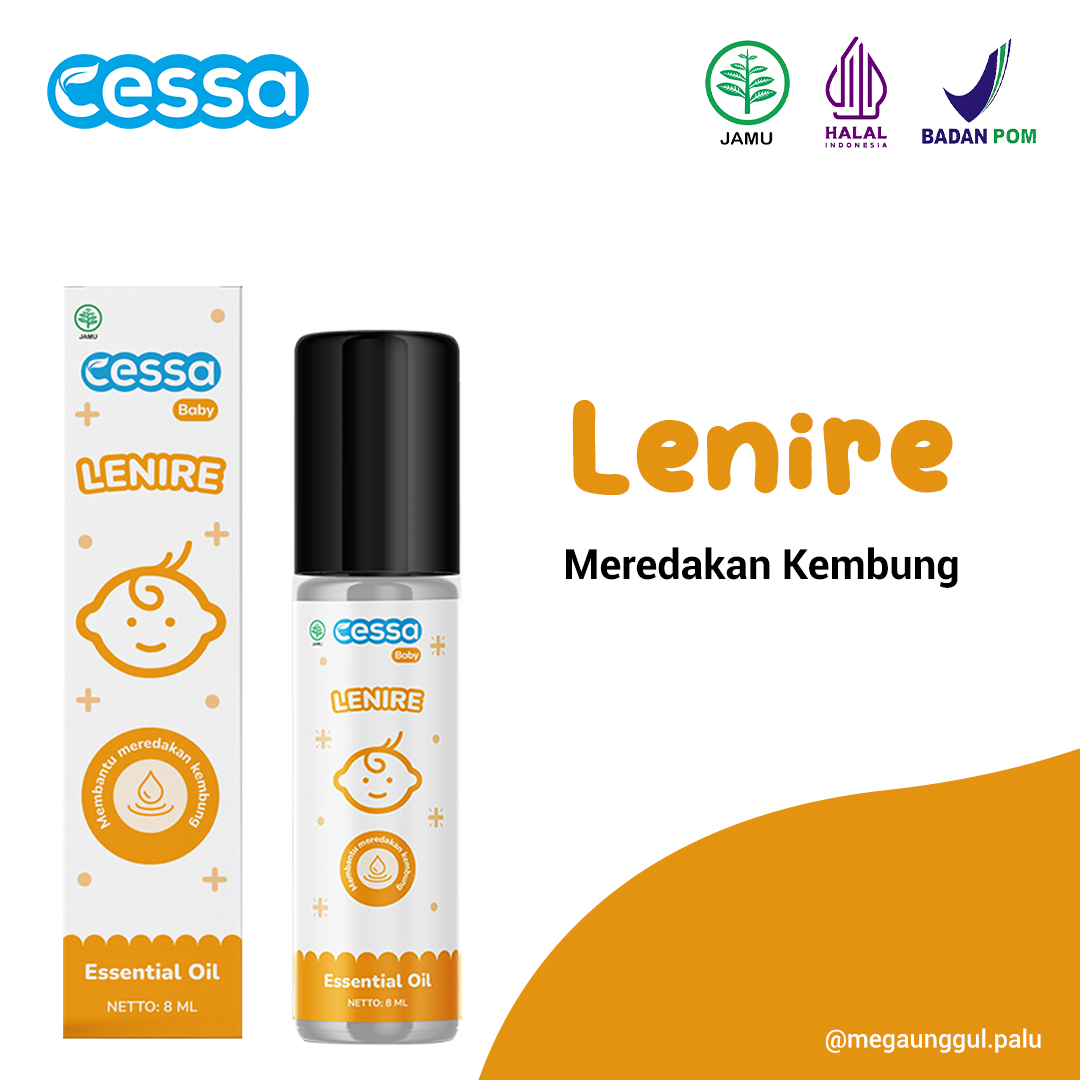 cessa
JAMU
HALAL
INDONESIA
BADAN POM
JAMU
cessa
Baby
LENIRE
Membantu meredakan kembung
Essential Oil
NETTO: 8 ML
JAMU
cessa
Baby
LENIRE
Membantu meredakan kembung
Essential Oil
NETTO: 8 ML
Lenire
Meredakan Kembung
@megaunggul.palu